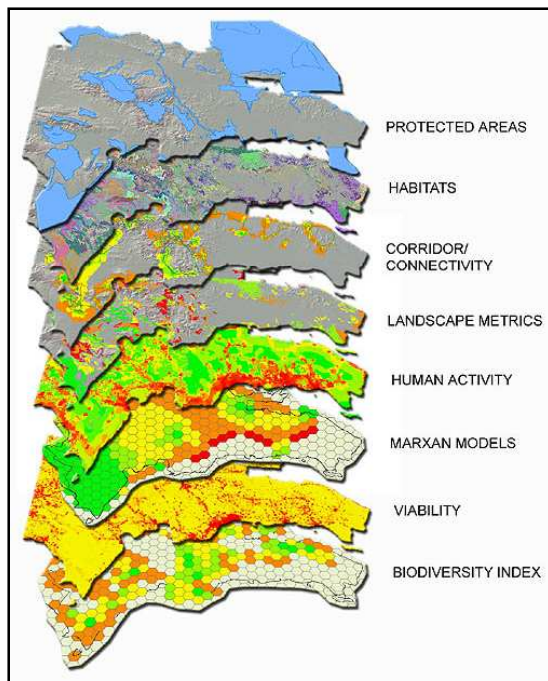 PROTECTED AREAS
HABITATS
CORRIDOR/
CONNECTIVITY
LANDSCAPE METRICS
HUMAN ACTIVITY
MARXAN MODELS
VIABILITY
BIODIVERSITY INDEX